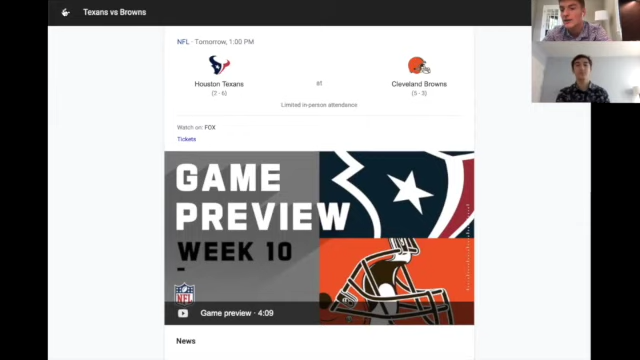 Texans vs Browns
NFL · Tomorrow, 1:00 PM
Houston Texans
at
Cleveland Browns
(2 - 6)
(5 - 3)
Limited in-person attendance
Watch on: FOX
Tickets
GAME
PREVIEW
WEEK 10
NFL
Game preview · 4:09
News